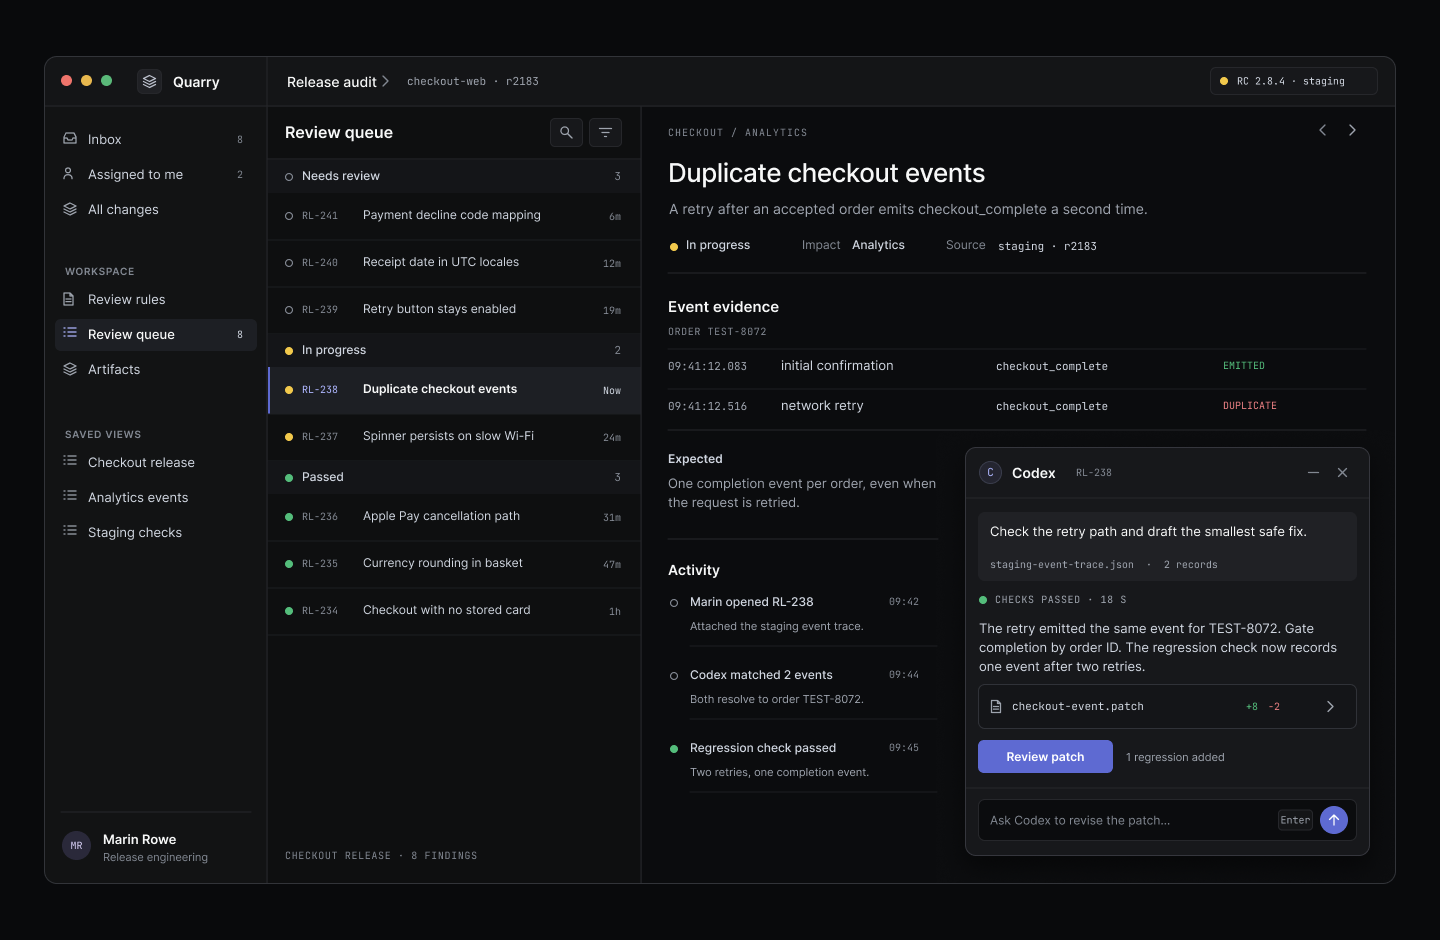 Quarry
Release audit
checkout-web · r2183
RC 2.8.4 · staging
Inbox 8
Assigned to me 2
All changes
WORKSPACE
Review rules
Review queue 8
Artifacts
SAVED VIEWS
Checkout release
Analytics events
Staging checks
MR
Marin Rowe
Release engineering
Review queue
Needs review 3
RL-241 Payment decline code mapping 6m
RL-240 Receipt date in UTC locales 12m
RL-239 Retry button stays enabled 19m
In progress 2
RL-238 Duplicate checkout events Now
RL-237 Spinner persists on slow Wi-Fi 24m
Passed 3
RL-236 Apple Pay cancellation path 31m
RL-235 Currency rounding in basket 47m
RL-234 Checkout with no stored card 1h
CHECKOUT RELEASE · 8 FINDINGS
CHECKOUT / ANALYTICS
Duplicate checkout events
A retry after an accepted order emits checkout_complete a second time.
In progress Impact Analytics Source staging · r2183
Event evidence
ORDER TEST-8072
09:41:12.083 initial confirmation checkout_complete EMITTED
09:41:12.516 network retry checkout_complete DUPLICATE
Expected
One completion event per order, even when
the request is retried.
Activity
Marin opened RL-238 09:42
Attached the staging event trace.
Codex matched 2 events 09:44
Both resolve to order TEST-8072.
Regression check passed 09:45
Two retries, one completion event.
C Codex RL-238
Check the retry path and draft the smallest safe fix.
staging-event-trace.json · 2 records
CHECKS PASSED · 18 S
The retry emitted the same event for TEST-8072. Gate
completion by order ID. The regression check now records
one event after two retries.
checkout-event.patch +8 -2
Review patch 1 regression added
Ask Codex to revise the patch... Enter